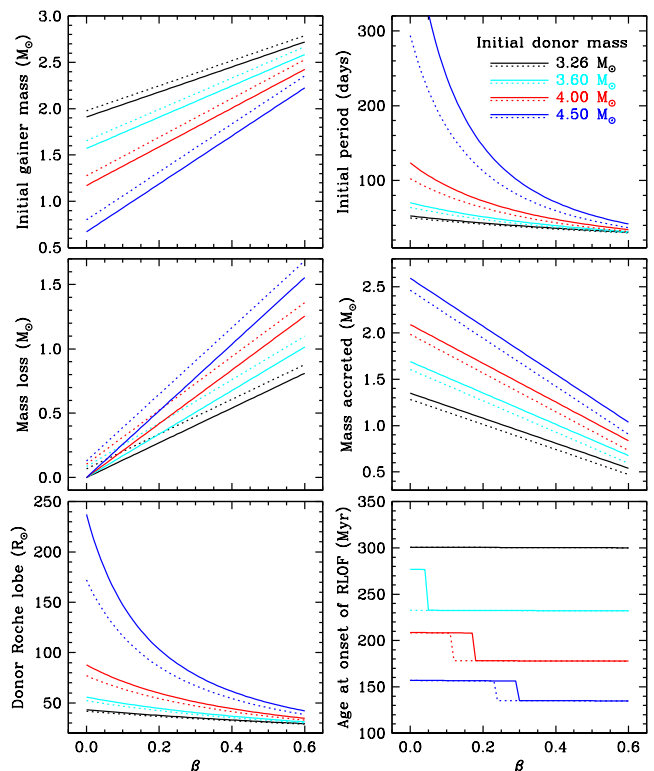 Initial gainer mass (M⊙)
3.0
2.5
2.0
1.5
1.0
0.5
Initial period (days)
300
200
100
Initial donor mass
3.26 M⊙
3.60 M⊙
4.00 M⊙
4.50 M⊙
Mass loss (M⊙)
1.5
1.0
0.5
0.0
Mass accreted (M⊙)
2.5
2.0
1.5
1.0
0.5
Donor Roche lobe (R⊙)
250
200
150
100
50
0.0 0.2 0.4 0.6
β
Age at onset of RLOF (Myr)
350
300
250
200
150
100
0.0 0.2 0.4 0.6
β